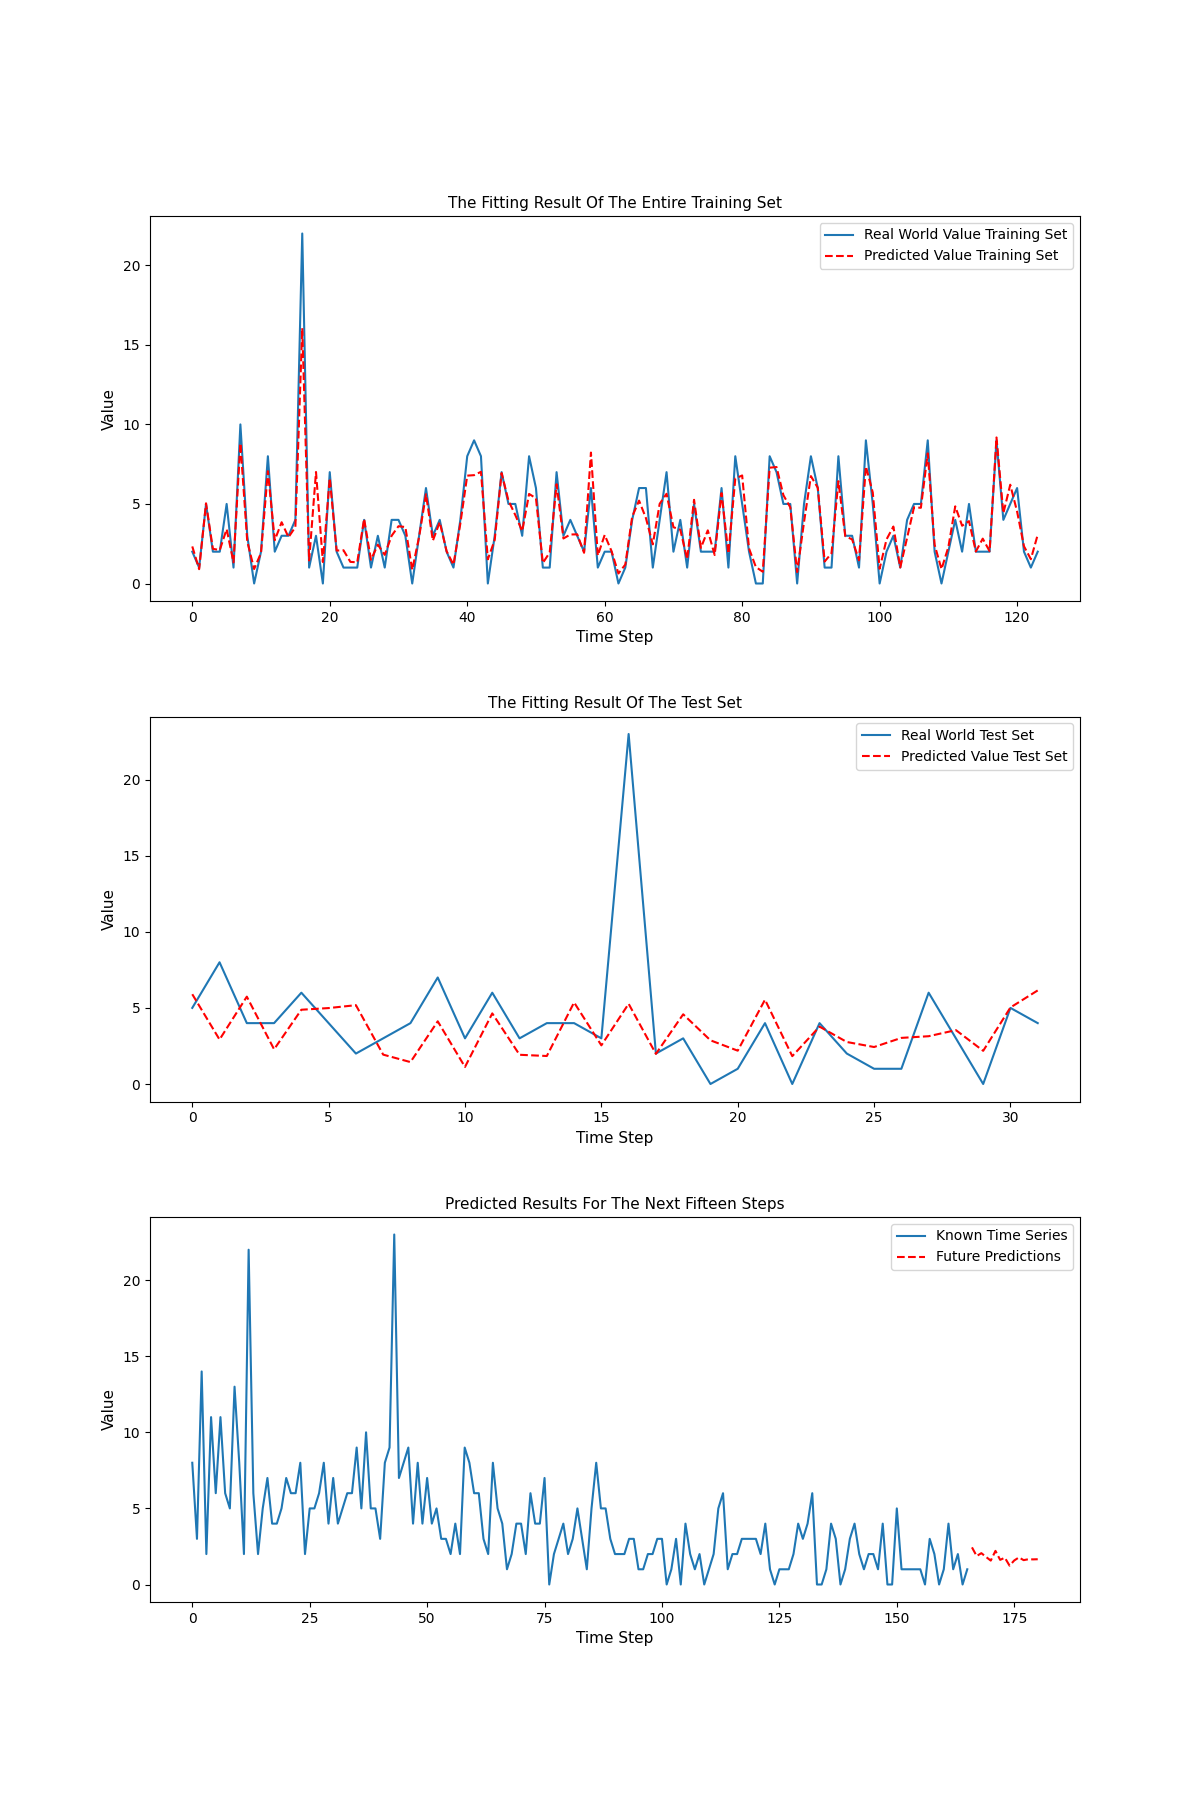 The Fitting Result Of The Entire Training Set
Real World Value Training Set
Predicted Value Training Set
20
15
10
5
0
Value
0 20 40 60 80 100 120
Time Step
The Fitting Result Of The Test Set
Real World Test Set
Predicted Value Test Set
20
15
10
5
0
Value
0 5 10 15 20 25 30
Time Step
Predicted Results For The Next Fifteen Steps
Known Time Series
Future Predictions
20
15
10
5
0
Value
0 25 50 75 100 125 150 175
Time Step